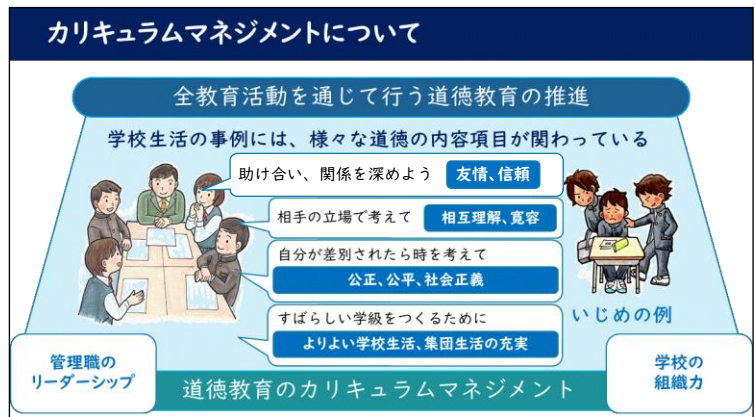 カリキュラムマネジメントについて
全教育活動を通じて行う道徳教育の推進
学校生活の事例には、様々な道徳の内容項目が関わっている
助け合い、関係を深めよう 友情、信頼
相手の立場で考えて 相互理解、寛容
自分が差別されたら時を考えて
公正、公平、社会正義
すばらしい学級をつくるために
よりよい学校生活、集団生活の充実
いじめの例
管理職の
リーダーシップ
道徳教育のカリキュラムマネジメント
学校の
組織力